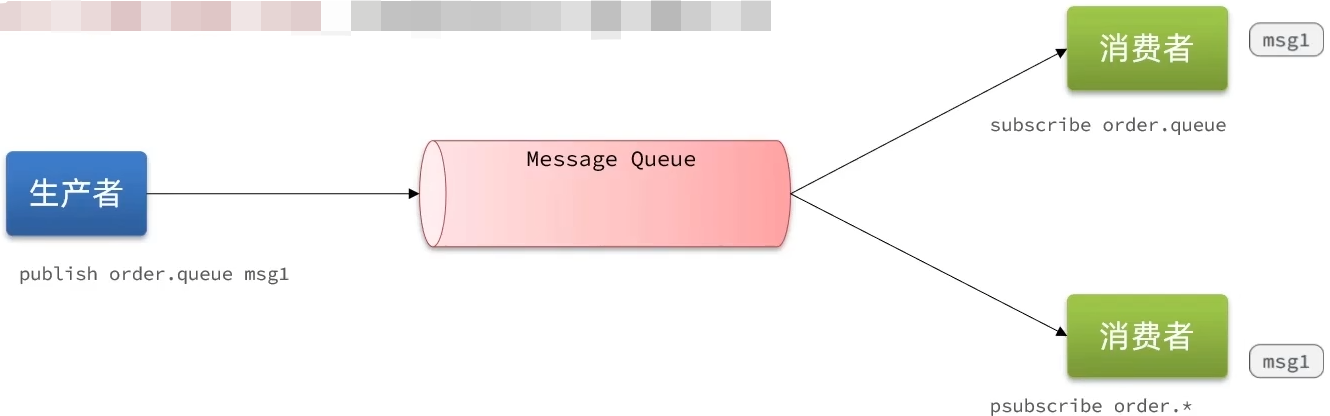 消费者
msg1
subscribe order.queue
Message Queue
生产者
publish order.queue msg1
消费者
msg1
psubscribe order.*